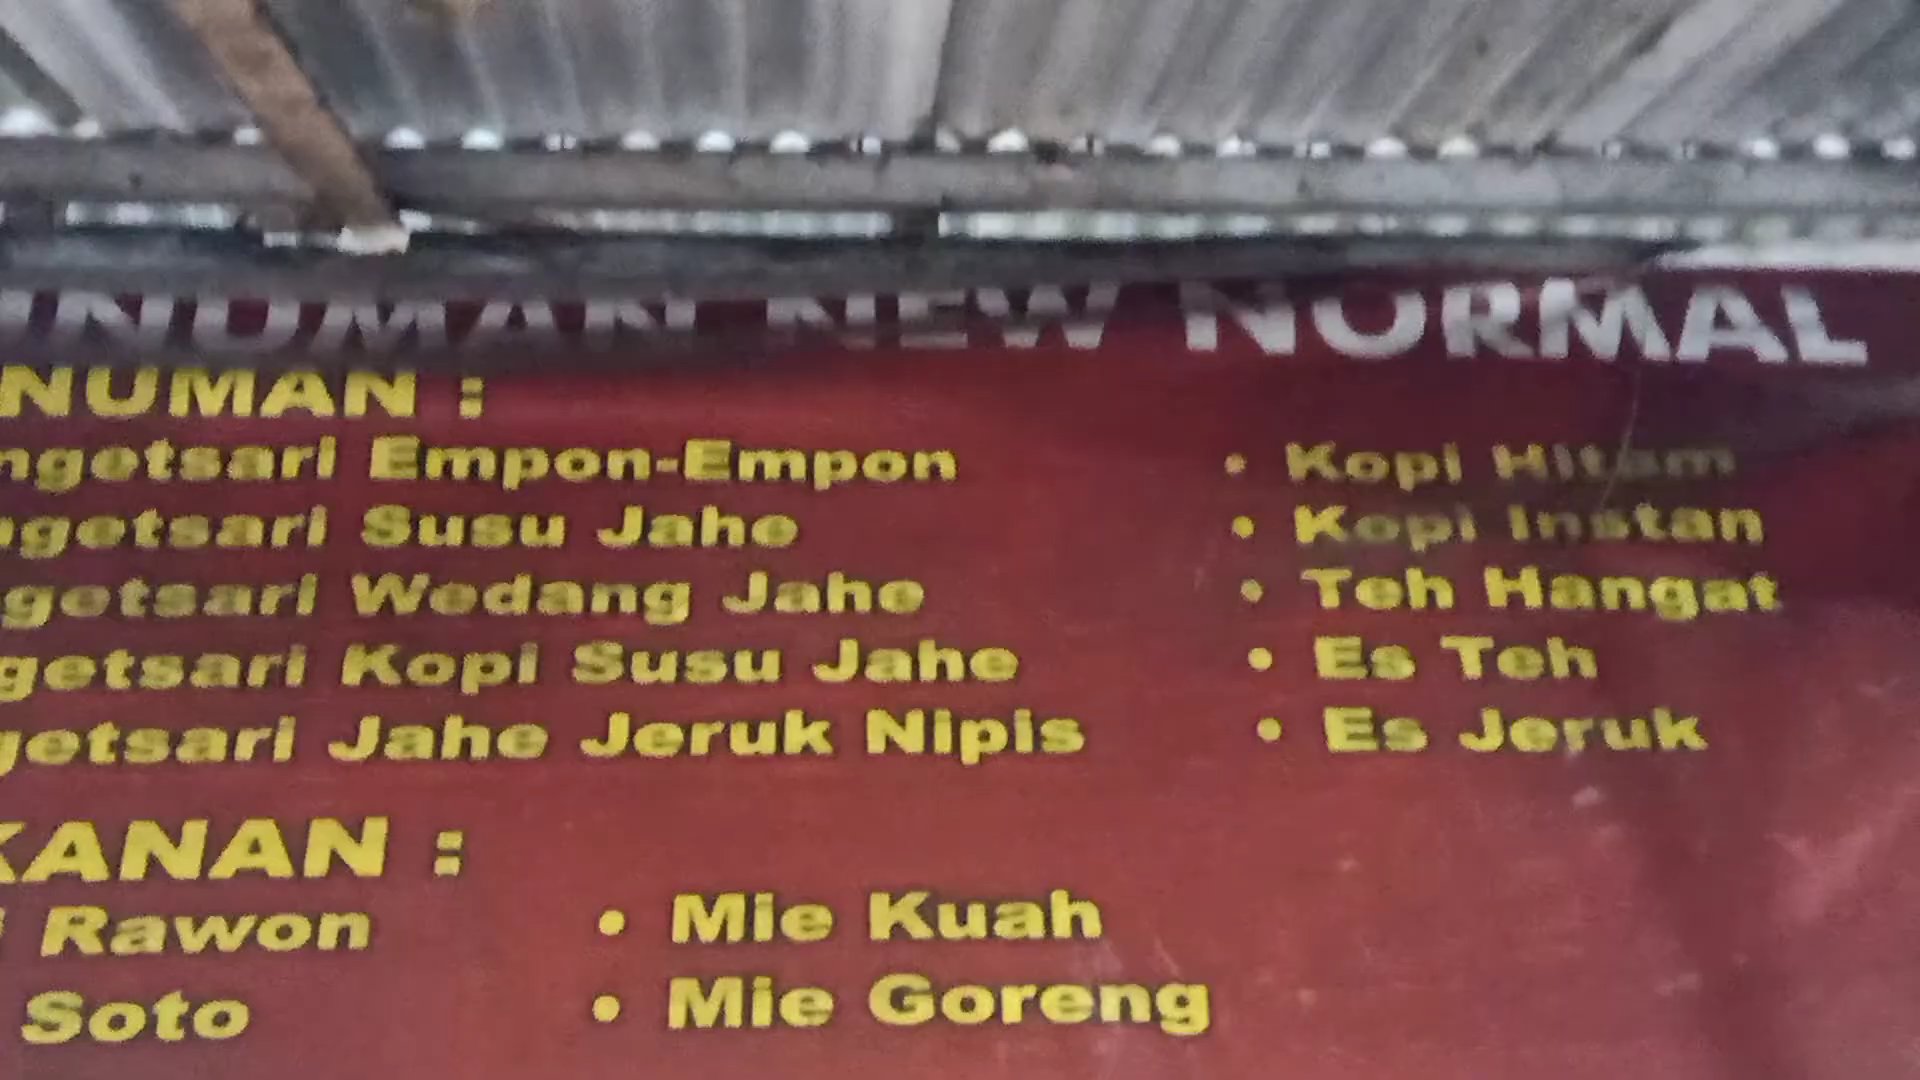 INUMAN NEW NORMAL
NUMAN :
ngetsari Empon-Empon
getsari Susu Jahe
getsari Wedang Jahe
getsari Kopi Susu Jahe
getsari Jahe Jeruk Nipis
• Kopi Hitam
• Kopi Instan
• Teh Hangat
• Es Teh
• Es Jeruk
KANAN :
Rawon
Soto
• Mie Kuah
• Mie Goreng